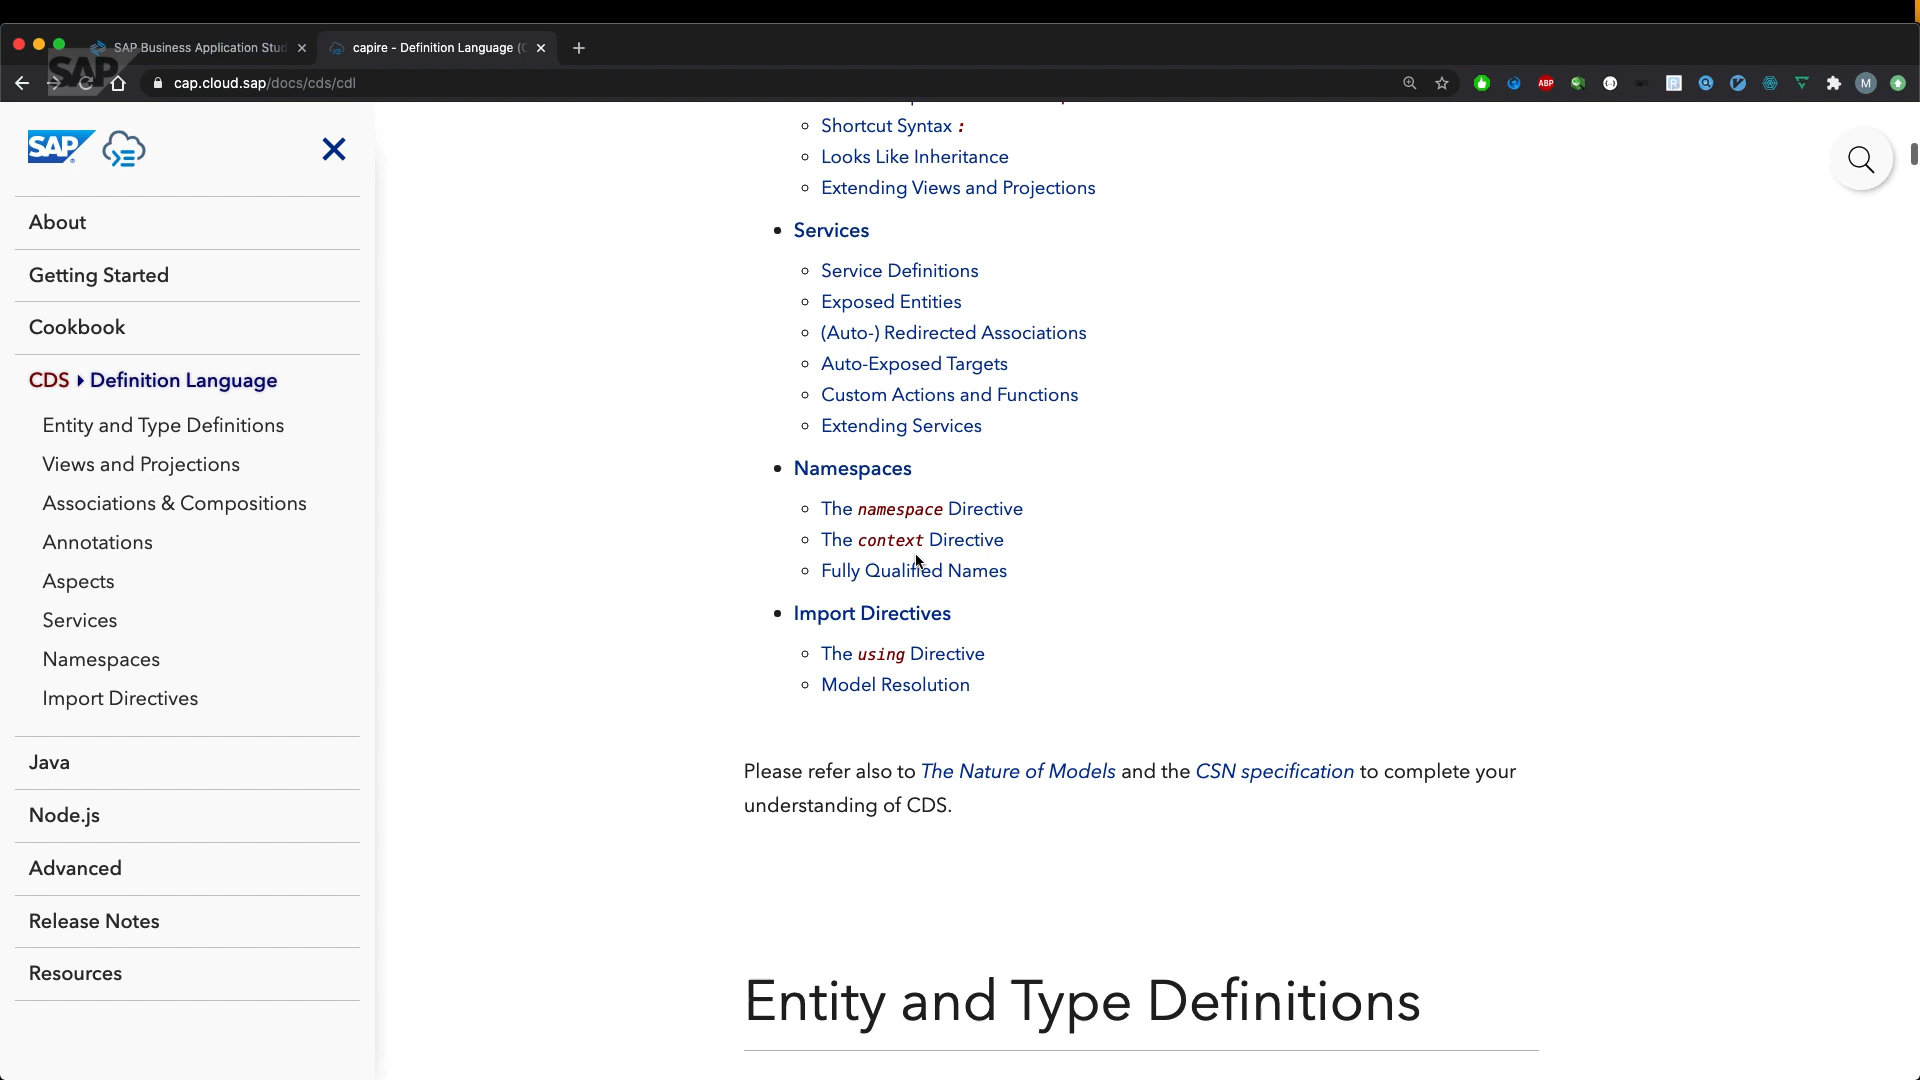 SAP Business Application Stud
capire - Definition Language (C
SAP
cap.cloud.sap/docs/cds/cdl
ABP
M
SAP
About
Getting Started
Cookbook
CDS Definition Language
Entity and Type Definitions
Views and Projections
Associations & Compositions
Annotations
Aspects
Services
Namespaces
Import Directives
Java
Node.js
Advanced
Release Notes
Resources
Shortcut Syntax :
Looks Like Inheritance
Extending Views and Projections
Services
Service Definitions
Exposed Entities
(Auto-) Redirected Associations
Auto-Exposed Targets
Custom Actions and Functions
Extending Services
Namespaces
The namespace Directive
The context Directive
Fully Qualified Names
Import Directives
The using Directive
Model Resolution
Please refer also to The Nature of Models and the CSN specification to complete your
understanding of CDS.
Entity and Type Definitions